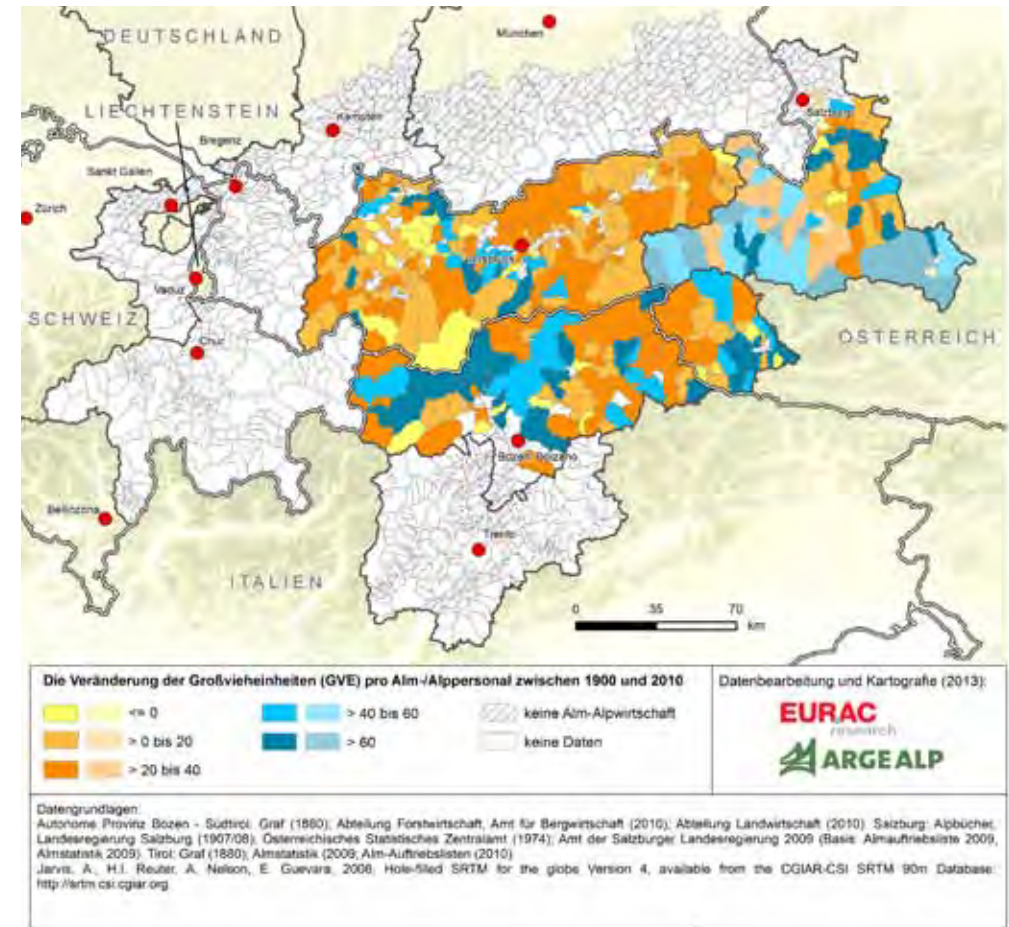 DEUTSCHLAND
München
LIECHTENSTEIN
Kempten
Salzburg
Bregenz
Sankt Gallen
Zürich
Innsbruck
Vaduz
SCHWEIZ
ÖSTERREICH
Chur
Bozen - Bolzano
Bellinzona
Trento
ITALIEN
0 35 70
km
Die Veränderung der Großvieheinheiten (GVE) pro Alm-/Alppersonal zwischen 1900 und 2010
<= 0
> 0 bis 20
> 20 bis 40
> 40 bis 60
> 60
keine Alm-Alpwirtschaft
keine Daten
Datenbearbeitung und Kartografie (2013):
EURAC
research
ARGEALP
Datengrundlagen:
Autonome Provinz Bozen - Südtirol: Graf (1880); Abteilung Forstwirtschaft, Amt für Bergwirtschaft (2010); Abteilung Landwirtschaft (2010). Salzburg: Alpbücher,
Landesregierung Salzburg (1907/08); Österreichisches Statistisches Zentralamt (1974); Amt der Salzburger Landesregierung 2009 (Basis: Almauftriebsliste 2009,
Almstatistik 2009). Tirol: Graf (1880); Almstatistik (2009; Alm-Auftriebslisten (2010)
Jarvis, A., H.I. Reuter, A. Nelson, E. Guevara, 2008, Hole-filled SRTM for the globe Version 4, available from the CGIAR-CSI SRTM 90m Database:
http://srtm.csi.cgiar.org.